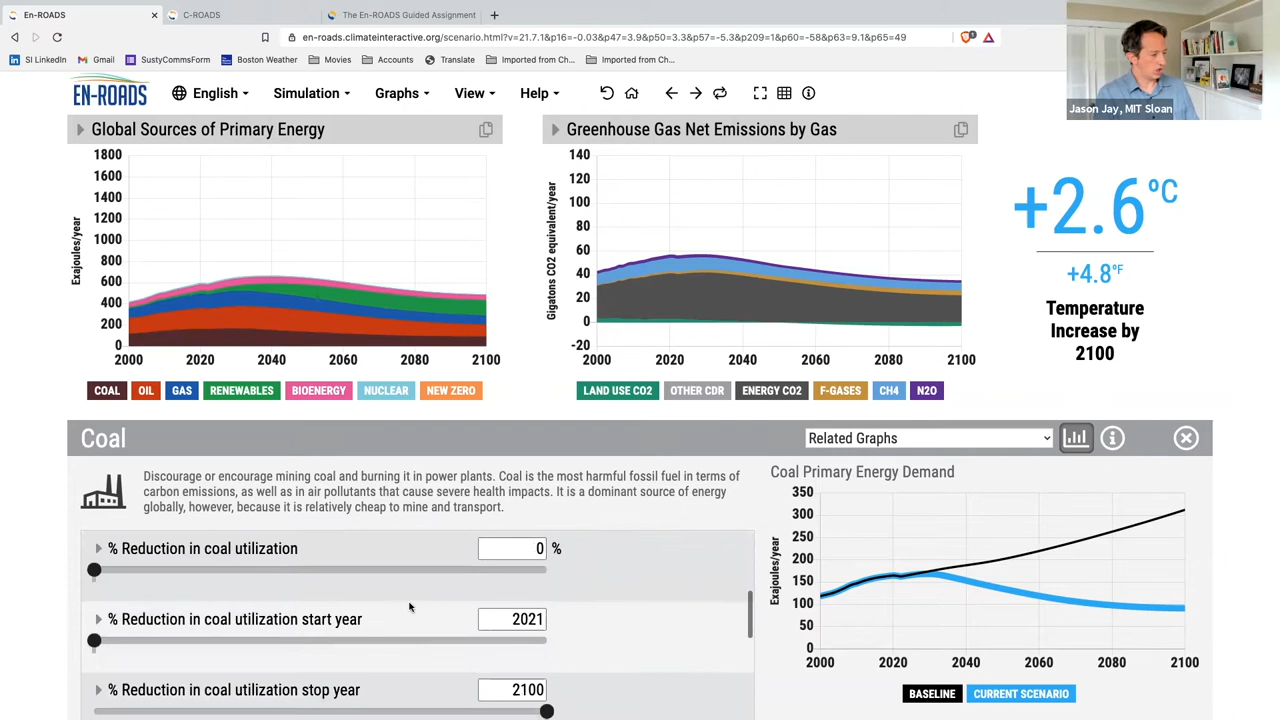 En-ROADS
C-ROADS
The En-ROADS Guided Assignment
en-roads.climateinteractive.org/scenario.html?v=21.7.1&p16=-0.03&p47=3.9&p50=3.3&p57=-5.3&p209=1&p60=-58&p63=9.1&p65=49
SI LinkedIn
Gmail
SustyCommsForm
Boston Weather
Movies
Accounts
Translate
Imported from Ch...
Imported from Ch...
Jason Jay, MIT Sloan
EN-ROADS
English
Simulation
Graphs
View
Help
Global Sources of Primary Energy
Exajoules/year
1800
1600
1400
1200
1000
800
600
400
200
0
2000 2020 2040 2060 2080 2100
COAL OIL GAS RENEWABLES BIOENERGY NUCLEAR NEW ZERO
Greenhouse Gas Net Emissions by Gas
Gigatons CO2 equivalent/year
140
120
100
80
60
40
20
0
-20
2000 2020 2040 2060 2080 2100
LAND USE CO2 OTHER CDR ENERGY CO2 F-GASES CH4 N2O
+2.6ºC
+4.8°F
Temperature
Increase by
2100
Coal
Related Graphs
Discourage or encourage mining coal and burning it in power plants. Coal is the most harmful fossil fuel in terms of
carbon emissions, as well as in air pollutants that cause severe health impacts. It is a dominant source of energy
globally, however, because it is relatively cheap to mine and transport.
% Reduction in coal utilization 0 %
% Reduction in coal utilization start year 2021
% Reduction in coal utilization stop year 2100
Coal Primary Energy Demand
Exajoules/year
350
300
250
200
150
100
50
0
2000 2020 2040 2060 2080 2100
BASELINE CURRENT SCENARIO